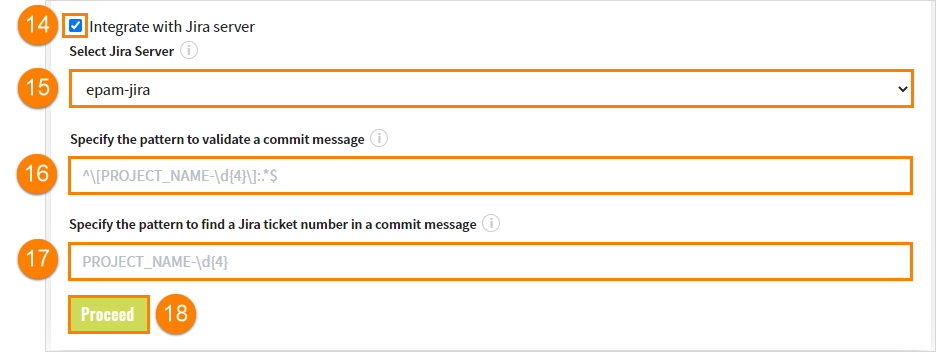 14 Integrate with Jira server
Select Jira Server i
15 epam-jira
Specify the pattern to validate a commit message i
16 ^\[PROJECT_NAME-\d{4}\]:.*$
Specify the pattern to find a Jira ticket number in a commit message i
17 PROJECT_NAME-\d{4}
Proceed 18